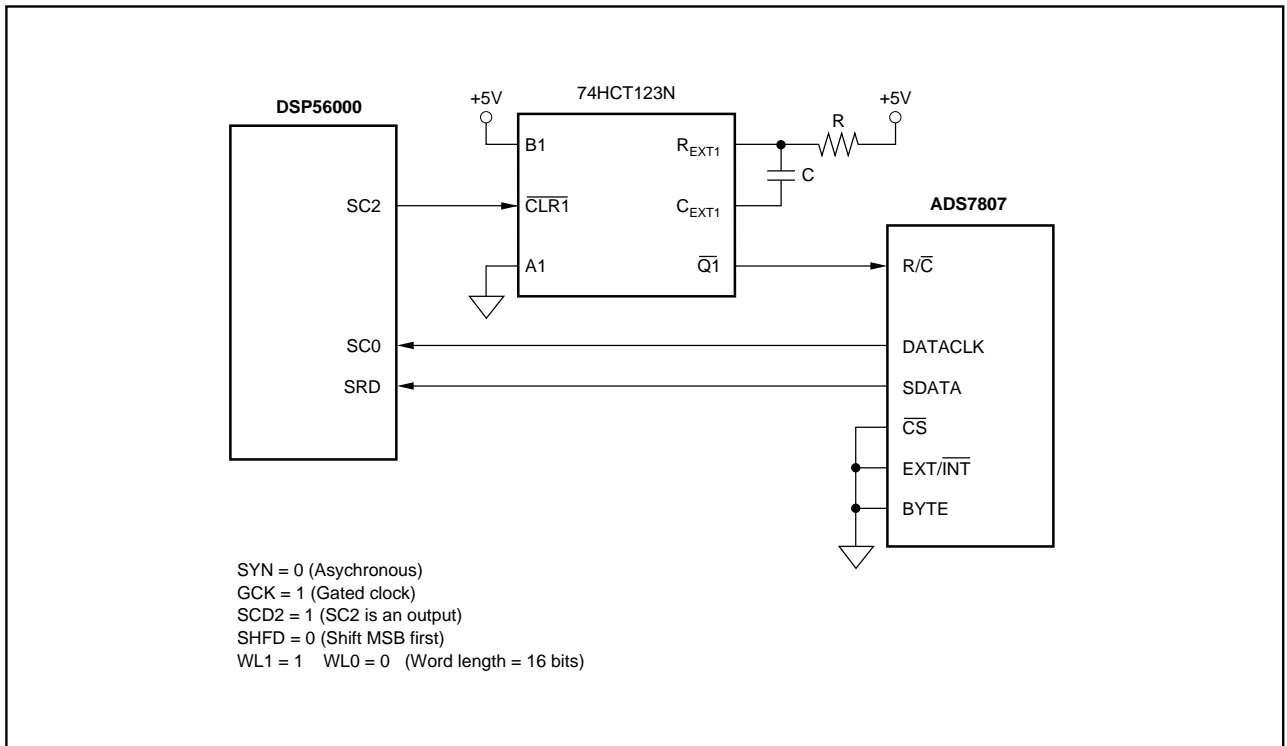 DSP56000
SC2
SC0
SRD
+5V
74HCT123N
B1
CLR1
A1
REXT1
CEXT1
Q1
R
C
+5V
ADS7807
R/C
DATACLK
SDATA
CS
EXT/INT
BYTE
SYN = 0 (Asychronous)
GCK = 1 (Gated clock)
SCD2 = 1 (SC2 is an output)
SHFD = 0 (Shift MSB first)
WL1 = 1 WL0 = 0 (Word length = 16 bits)